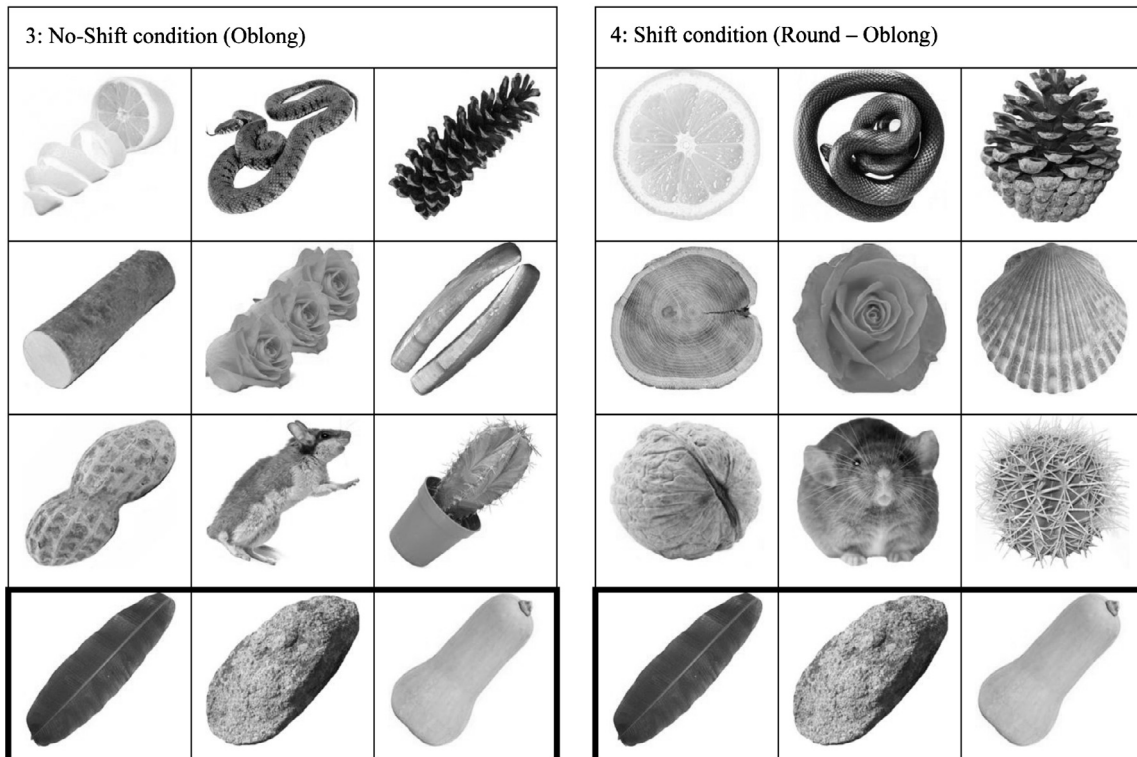 3: No-Shift condition (Oblong)
4: Shift condition (Round – Oblong)